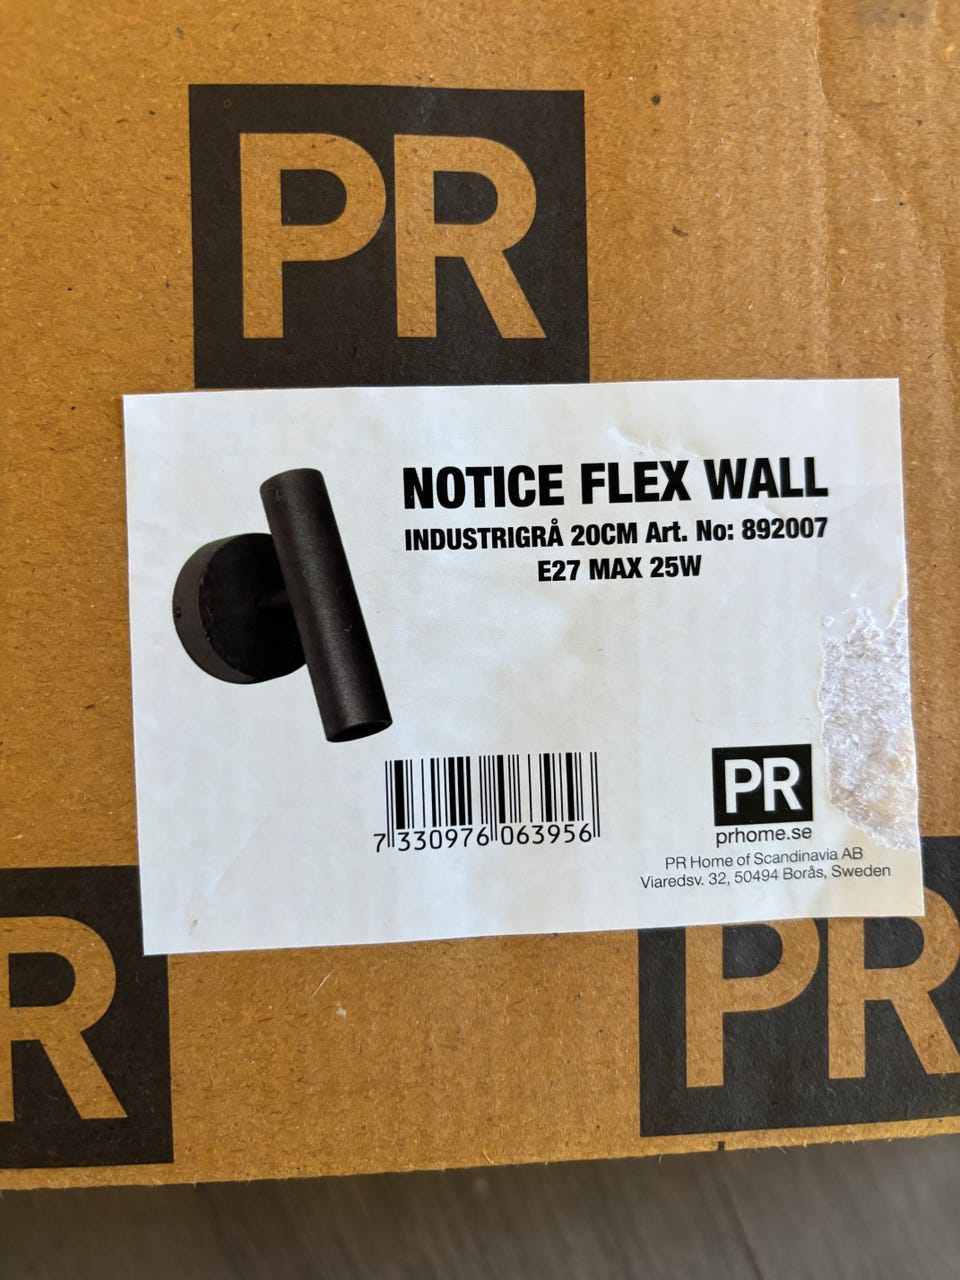 PR
NOTICE FLEX WALL
INDUSTRIGRÅ 20CM Art. No: 892007
E27 MAX 25W
7 330976 063956
PR
prhome.se
PR Home of Scandinavia AB
Viaredsv. 32, 50494 Borås, Sweden
R
PR